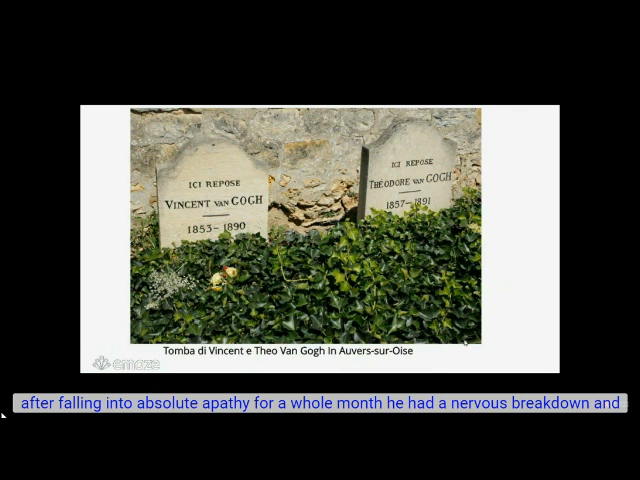 ICI REPOSE
VINCENT VAN GOGH
1853-1890
ICI REPOSE
THÉODORE VAN GOGH
1857-1891
Tomba di Vincent e Theo Van Gogh In Auvers-sur-Oise
emaze
after falling into absolute apathy for a whole month he had a nervous breakdown and